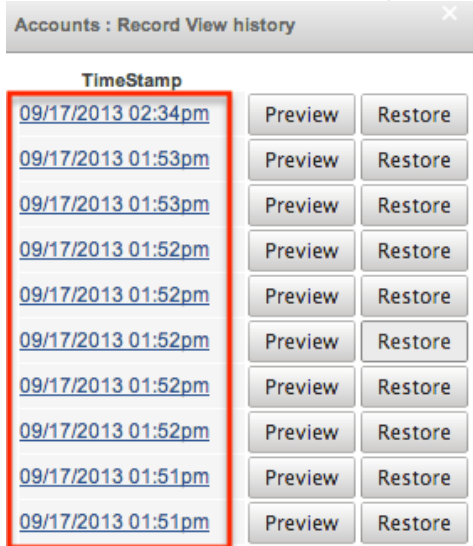 Accounts : Record View history
TimeStamp
09/17/2013 02:34pm Preview Restore
09/17/2013 01:53pm Preview Restore
09/17/2013 01:53pm Preview Restore
09/17/2013 01:52pm Preview Restore
09/17/2013 01:52pm Preview Restore
09/17/2013 01:52pm Preview Restore
09/17/2013 01:52pm Preview Restore
09/17/2013 01:52pm Preview Restore
09/17/2013 01:51pm Preview Restore
09/17/2013 01:51pm Preview Restore